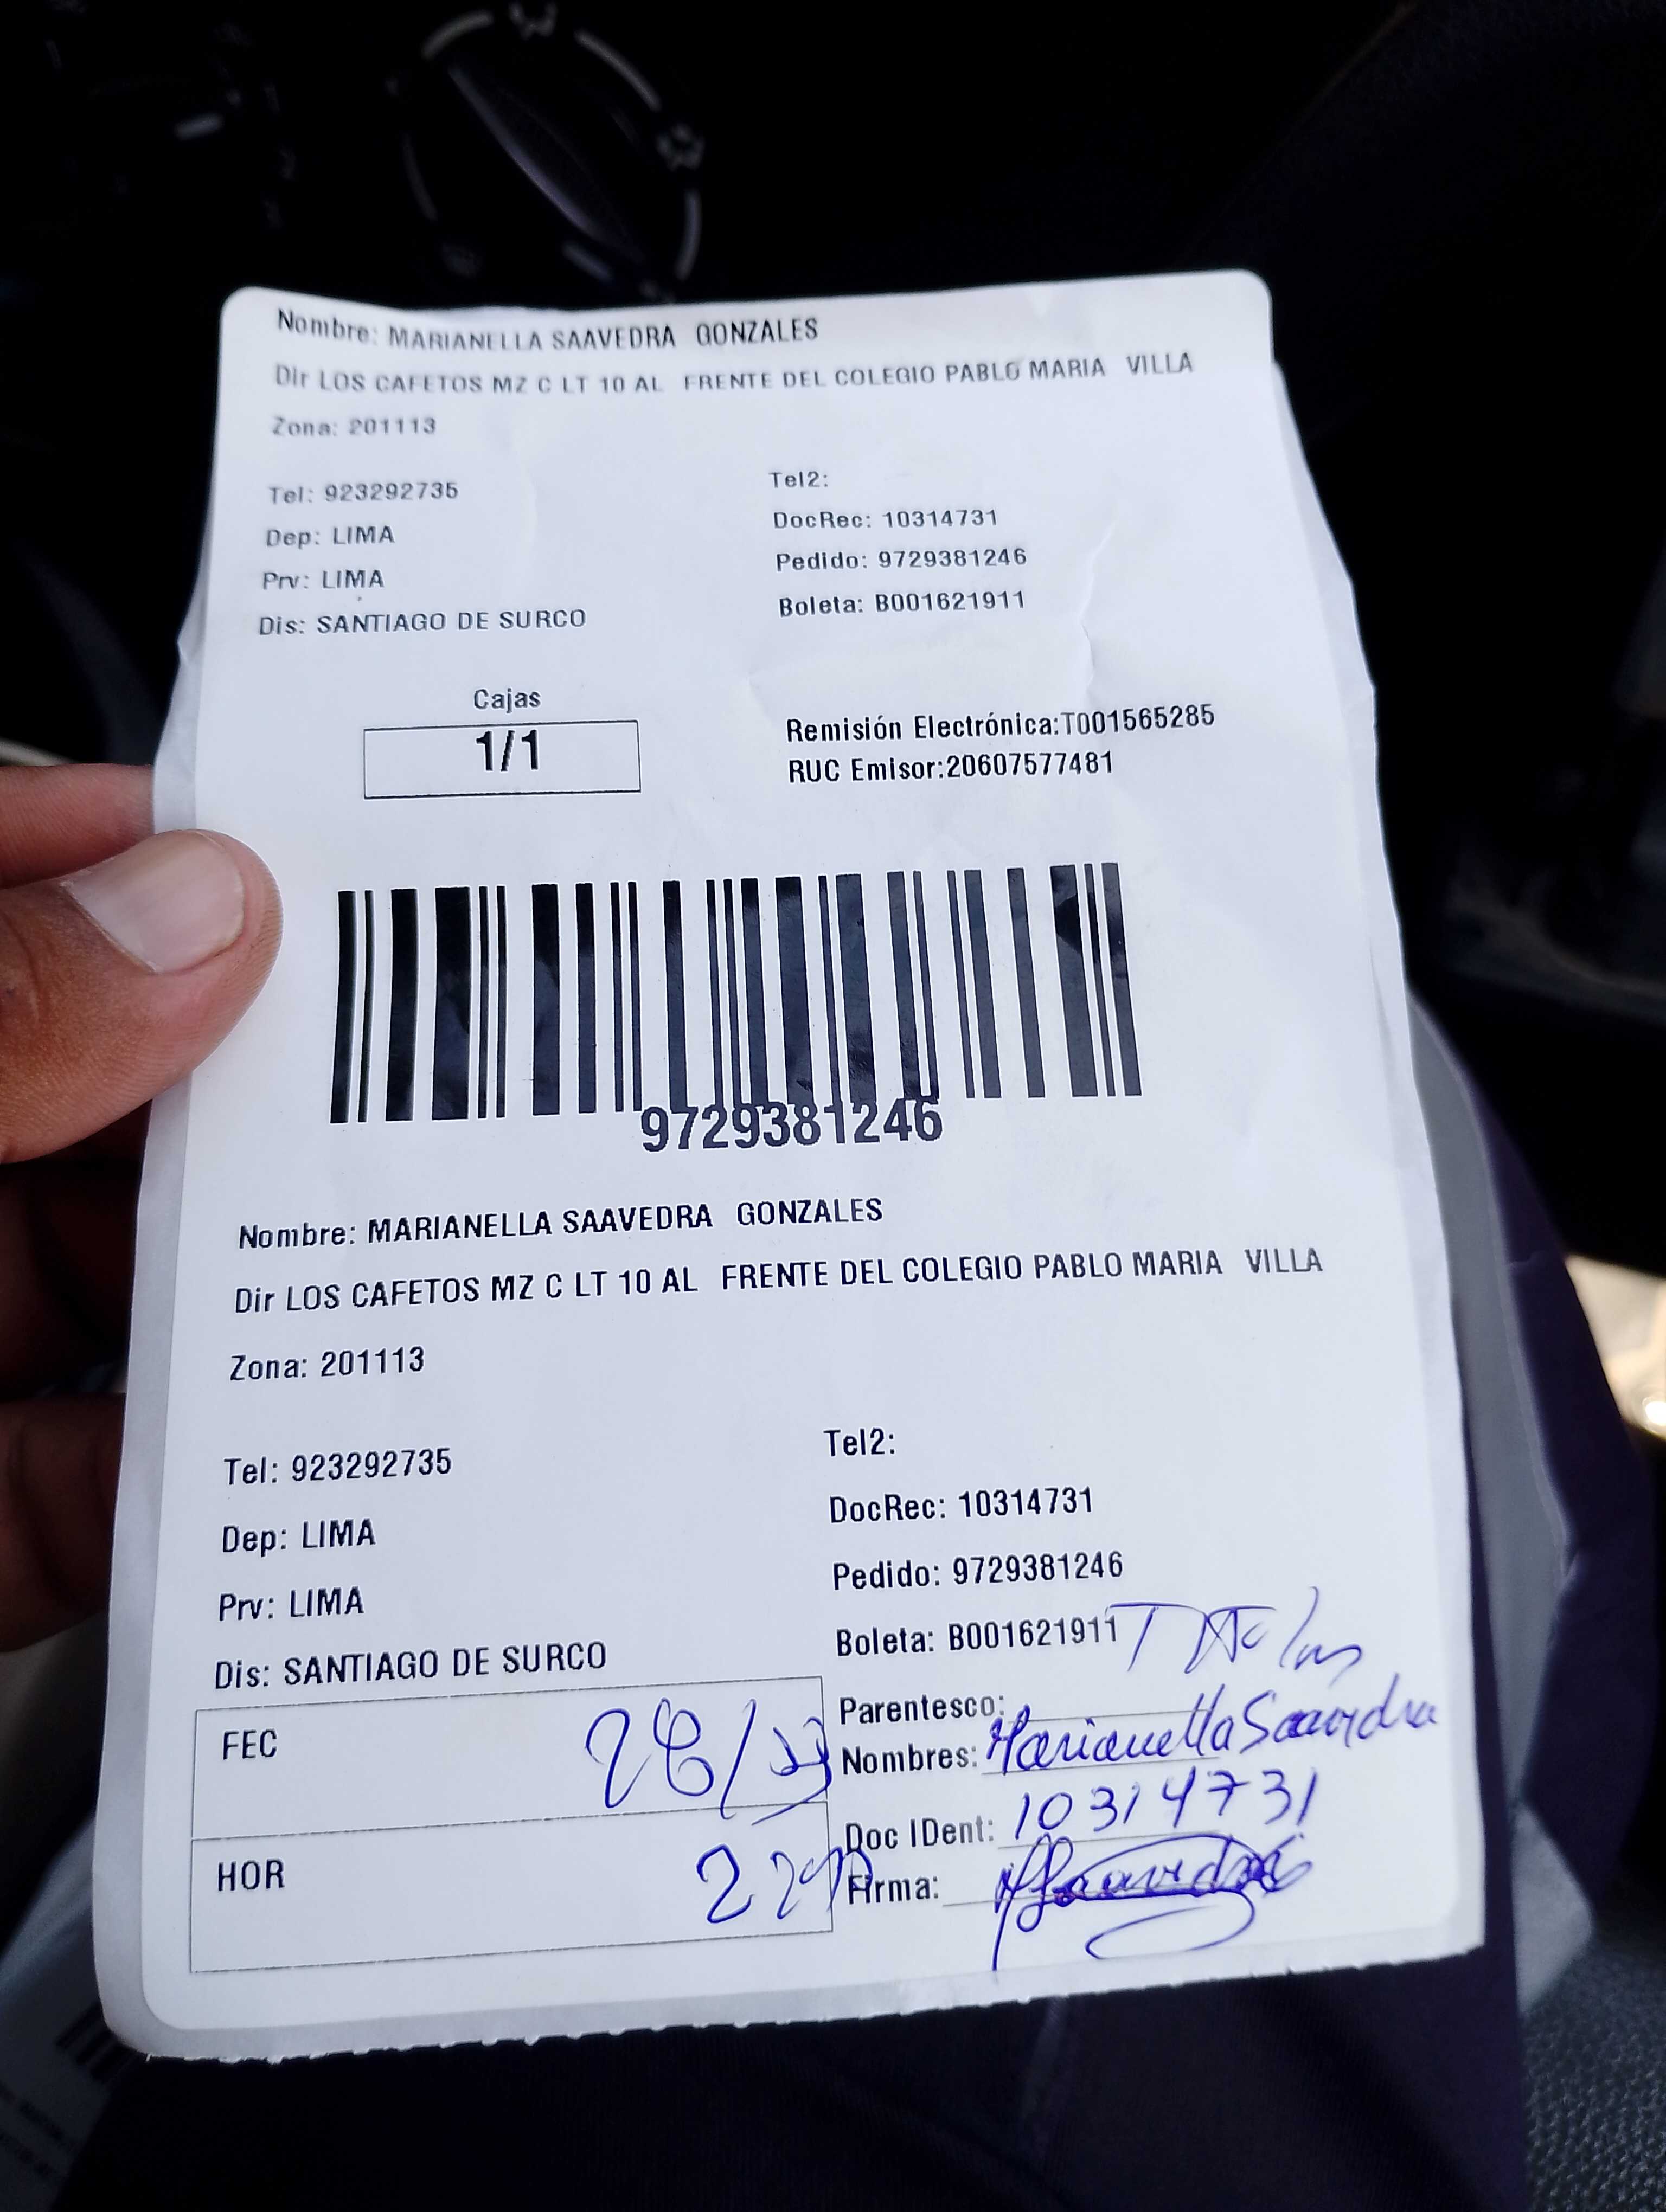 Nombre: MARIANELLA SAAVEDRA GONZALES
Dir LOS CAFETOS MZ C LT 10 AL FRENTE DEL COLEGIO PABLO MARIA VILLA
Zona: 201113
Tel: 923292735
Tel2:
Dep: LIMA
DocRec: 10314731
Prv: LIMA
Pedido: 9729381246
Dis: SANTIAGO DE SURCO
Boleta: B001621911
Cajas
1/1
Remisión Electrónica:T001565285
RUC Emisor:20607577481
9729381246
Nombre: MARIANELLA SAAVEDRA GONZALES
Dir LOS CAFETOS MZ C LT 10 AL FRENTE DEL COLEGIO PABLO MARIA VILLA
Zona: 201113
Tel: 923292735
Tel2:
Dep: LIMA
DocRec: 10314731
Prv: LIMA
Pedido: 9729381246
Dis: SANTIAGO DE SURCO
Boleta: B001621911
FEC
Parentesco:
Nombres: Marianella Saavedra
HOR
Doc IDent: 10314731
Firma: